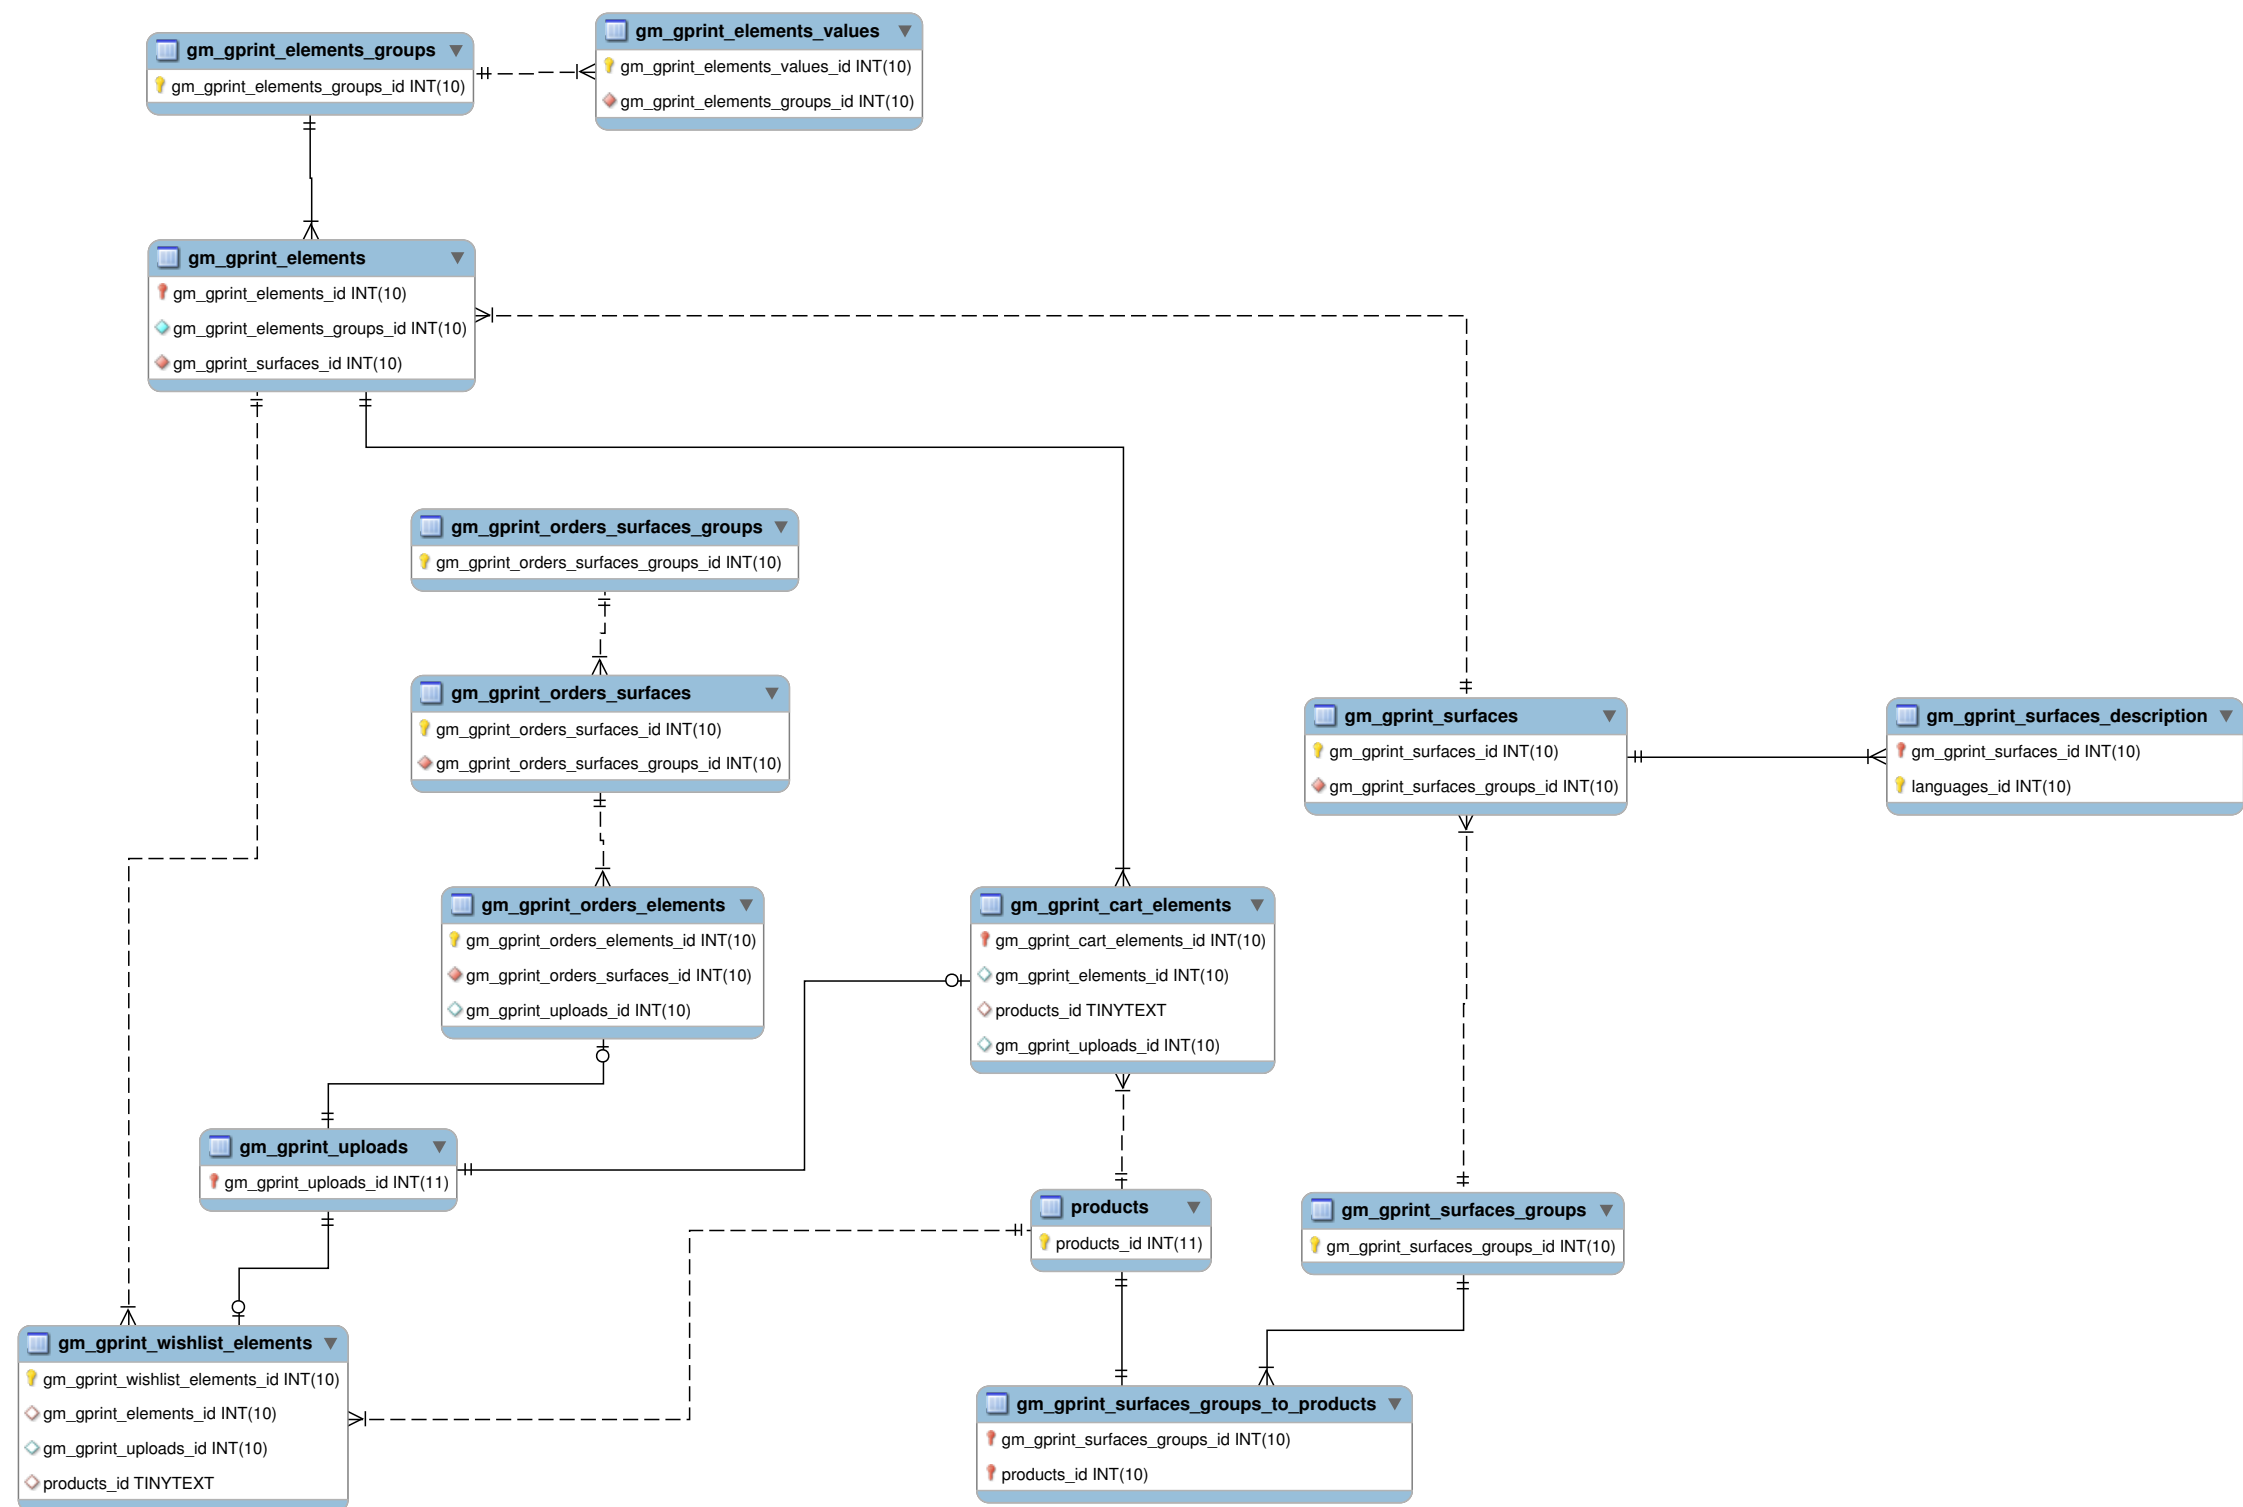 gm_gprint_elements_groups
gm_gprint_elements_groups_id INT(10)
gm_gprint_elements_values
gm_gprint_elements_values_id INT(10)
gm_gprint_elements_groups_id INT(10)
gm_gprint_elements
gm_gprint_elements_id INT(10)
gm_gprint_elements_groups_id INT(10)
gm_gprint_surfaces_id INT(10)
gm_gprint_orders_surfaces_groups
gm_gprint_orders_surfaces_groups_id INT(10)
gm_gprint_orders_surfaces
gm_gprint_orders_surfaces_id INT(10)
gm_gprint_orders_surfaces_groups_id INT(10)
gm_gprint_surfaces
gm_gprint_surfaces_id INT(10)
gm_gprint_surfaces_groups_id INT(10)
gm_gprint_surfaces_description
gm_gprint_surfaces_id INT(10)
languages_id INT(10)
gm_gprint_orders_elements
gm_gprint_orders_elements_id INT(10)
gm_gprint_orders_surfaces_id INT(10)
gm_gprint_uploads_id INT(10)
gm_gprint_cart_elements
gm_gprint_cart_elements_id INT(10)
gm_gprint_elements_id INT(10)
products_id TINYTEXT
gm_gprint_uploads_id INT(10)
gm_gprint_uploads
gm_gprint_uploads_id INT(11)
products
products_id INT(11)
gm_gprint_surfaces_groups
gm_gprint_surfaces_groups_id INT(10)
gm_gprint_wishlist_elements
gm_gprint_wishlist_elements_id INT(10)
gm_gprint_elements_id INT(10)
gm_gprint_uploads_id INT(10)
products_id TINYTEXT
gm_gprint_surfaces_groups_to_products
gm_gprint_surfaces_groups_id INT(10)
products_id INT(10)